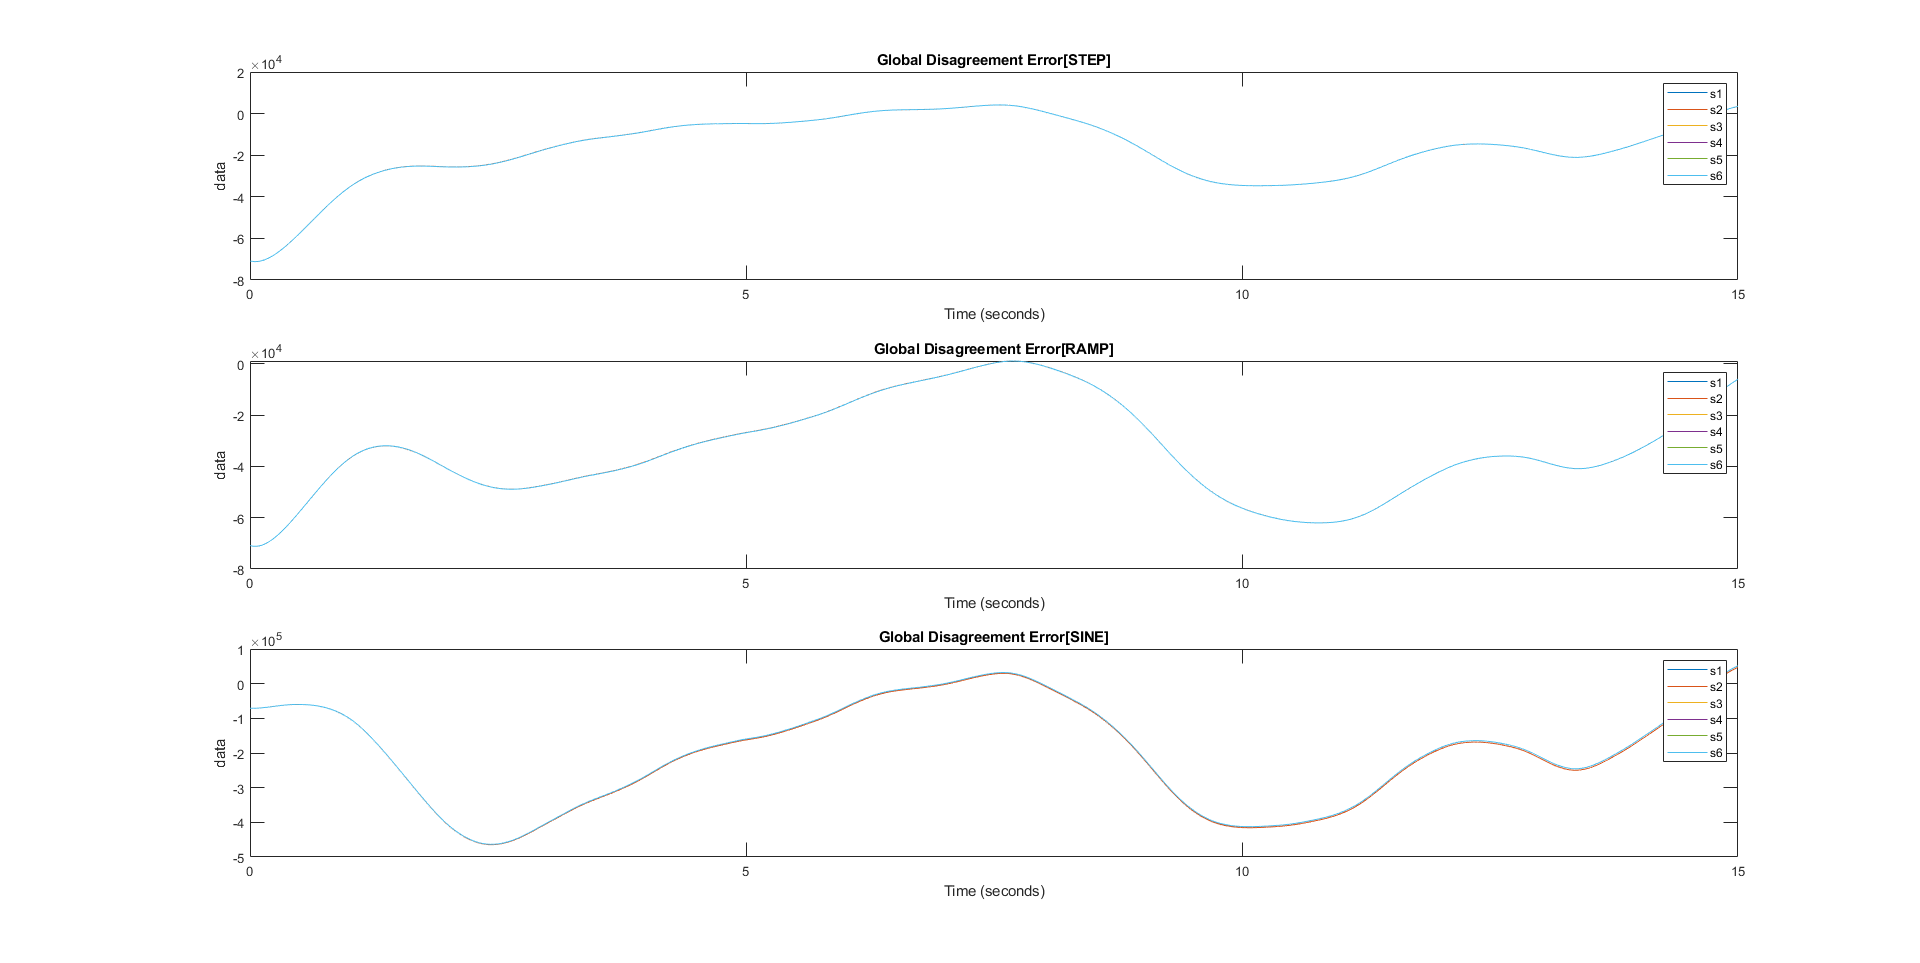 Global Disagreement Error[STEP]
×10^4
2
0
-2
-4
-6
-8
data
0 5 10 15
Time (seconds)
s1
s2
s3
s4
s5
s6
Global Disagreement Error[RAMP]
×10^4
0
-2
-4
-6
-8
data
0 5 10 15
Time (seconds)
s1
s2
s3
s4
s5
s6
Global Disagreement Error[SINE]
×10^5
1
0
-1
-2
-3
-4
-5
data
0 5 10 15
Time (seconds)
s1
s2
s3
s4
s5
s6